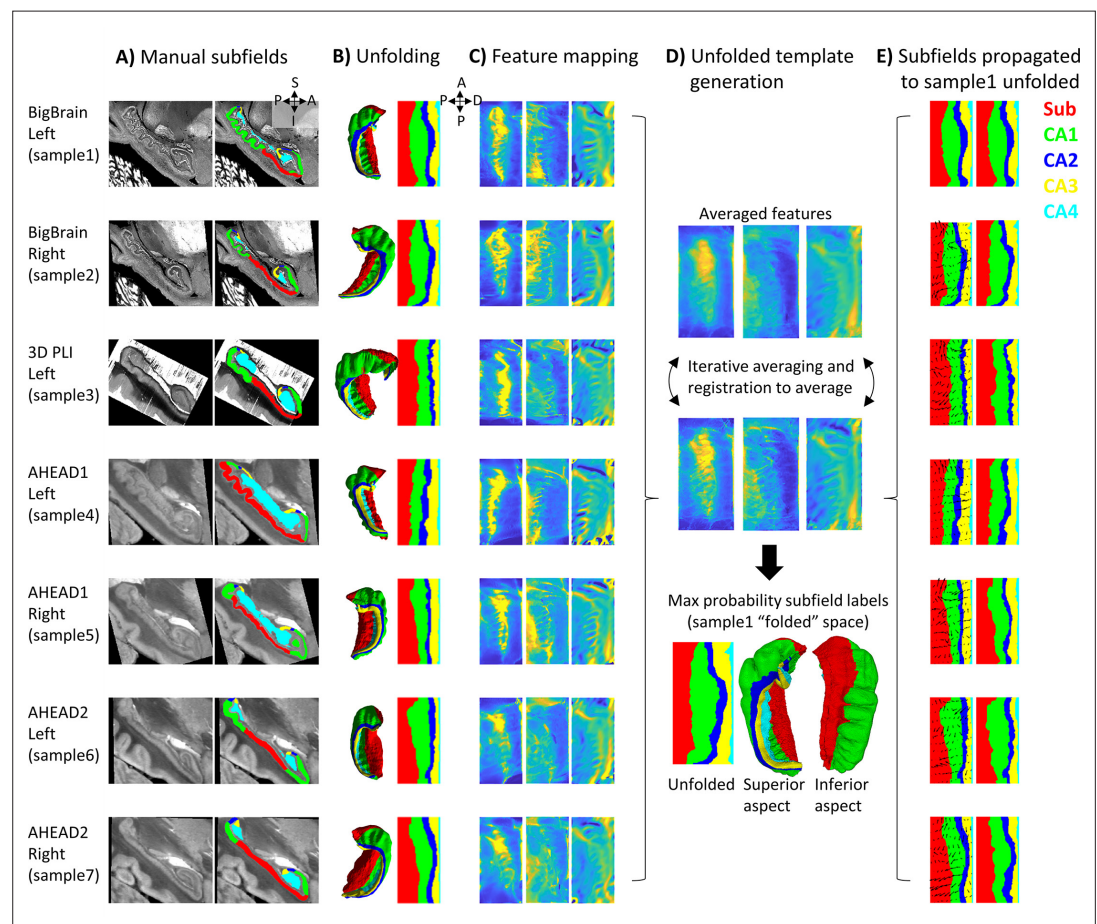 A) Manual subfields
B) Unfolding
C) Feature mapping
D) Unfolded template
generation
E) Subfields propagated
to sample1 unfolded
S
P A
I
A
P D
P
BigBrain
Left
(sample1)
Sub
CA1
CA2
CA3
CA4
BigBrain
Right
(sample2)
Averaged features
3D PLI
Left
(sample3)
Iterative averaging and
registration to average
AHEAD1
Left
(sample4)
AHEAD1
Right
(sample5)
Max probability subfield labels
(sample1 “folded” space)
AHEAD2
Left
(sample6)
Unfolded
Superior
aspect
Inferior
aspect
AHEAD2
Right
(sample7)